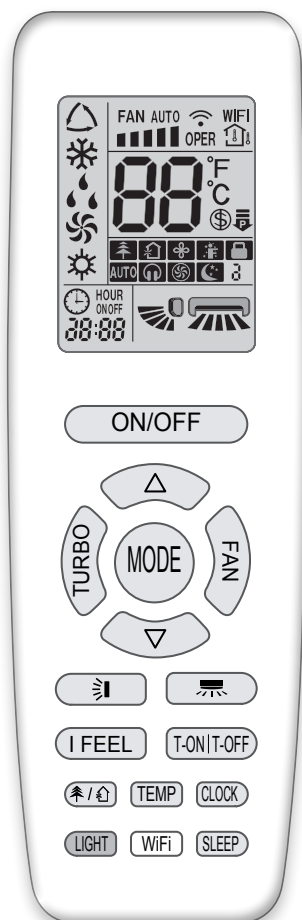 FAN AUTO WIFI
OPER
88 °F
°C
$ P
AUTO
HOUR
ON OFF
88:88
ON/OFF
TURBO
MODE
FAN
I FEEL
T-ON|T-OFF
/
TEMP
CLOCK
LIGHT
WiFi
SLEEP